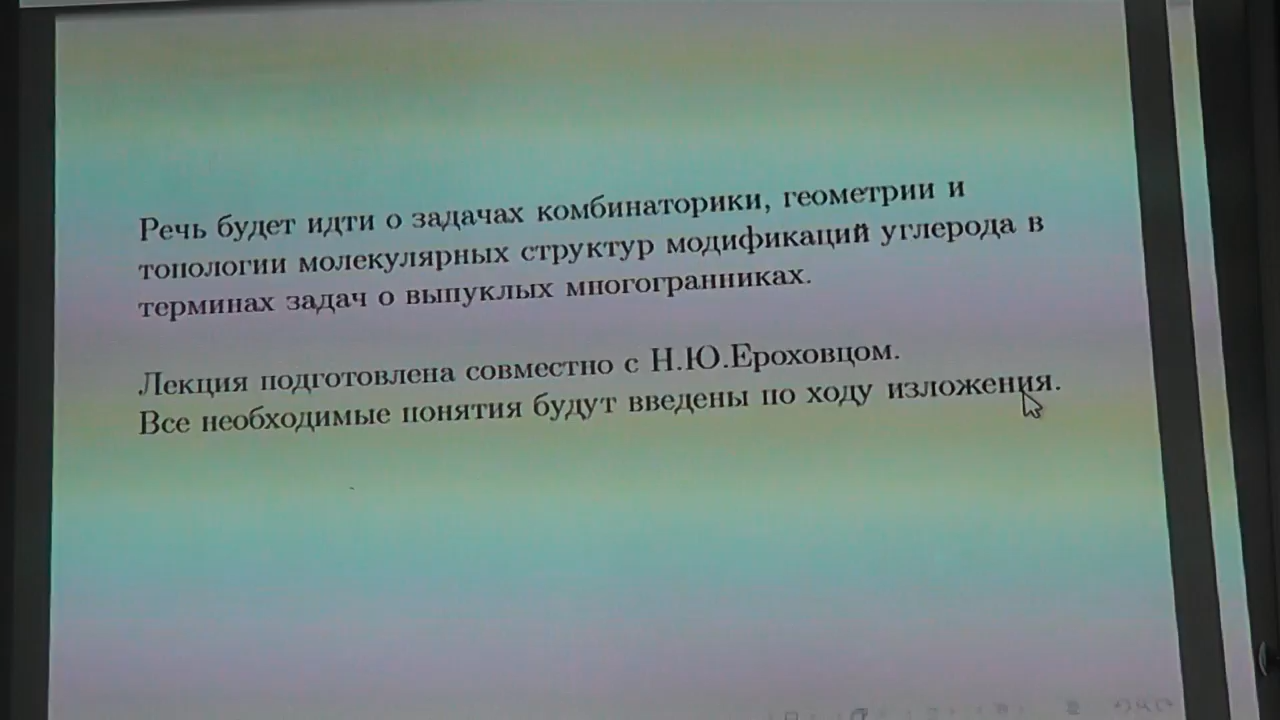 Речь будет идти о задачах комбинаторики, геометрии и
топологии молекулярных структур модификаций углерода в
терминах задач о выпуклых многогранниках.
Лекция подготовлена совместно с Н.Ю.Ероховцом.
Все необходимые понятия будут введены по ходу изложения.